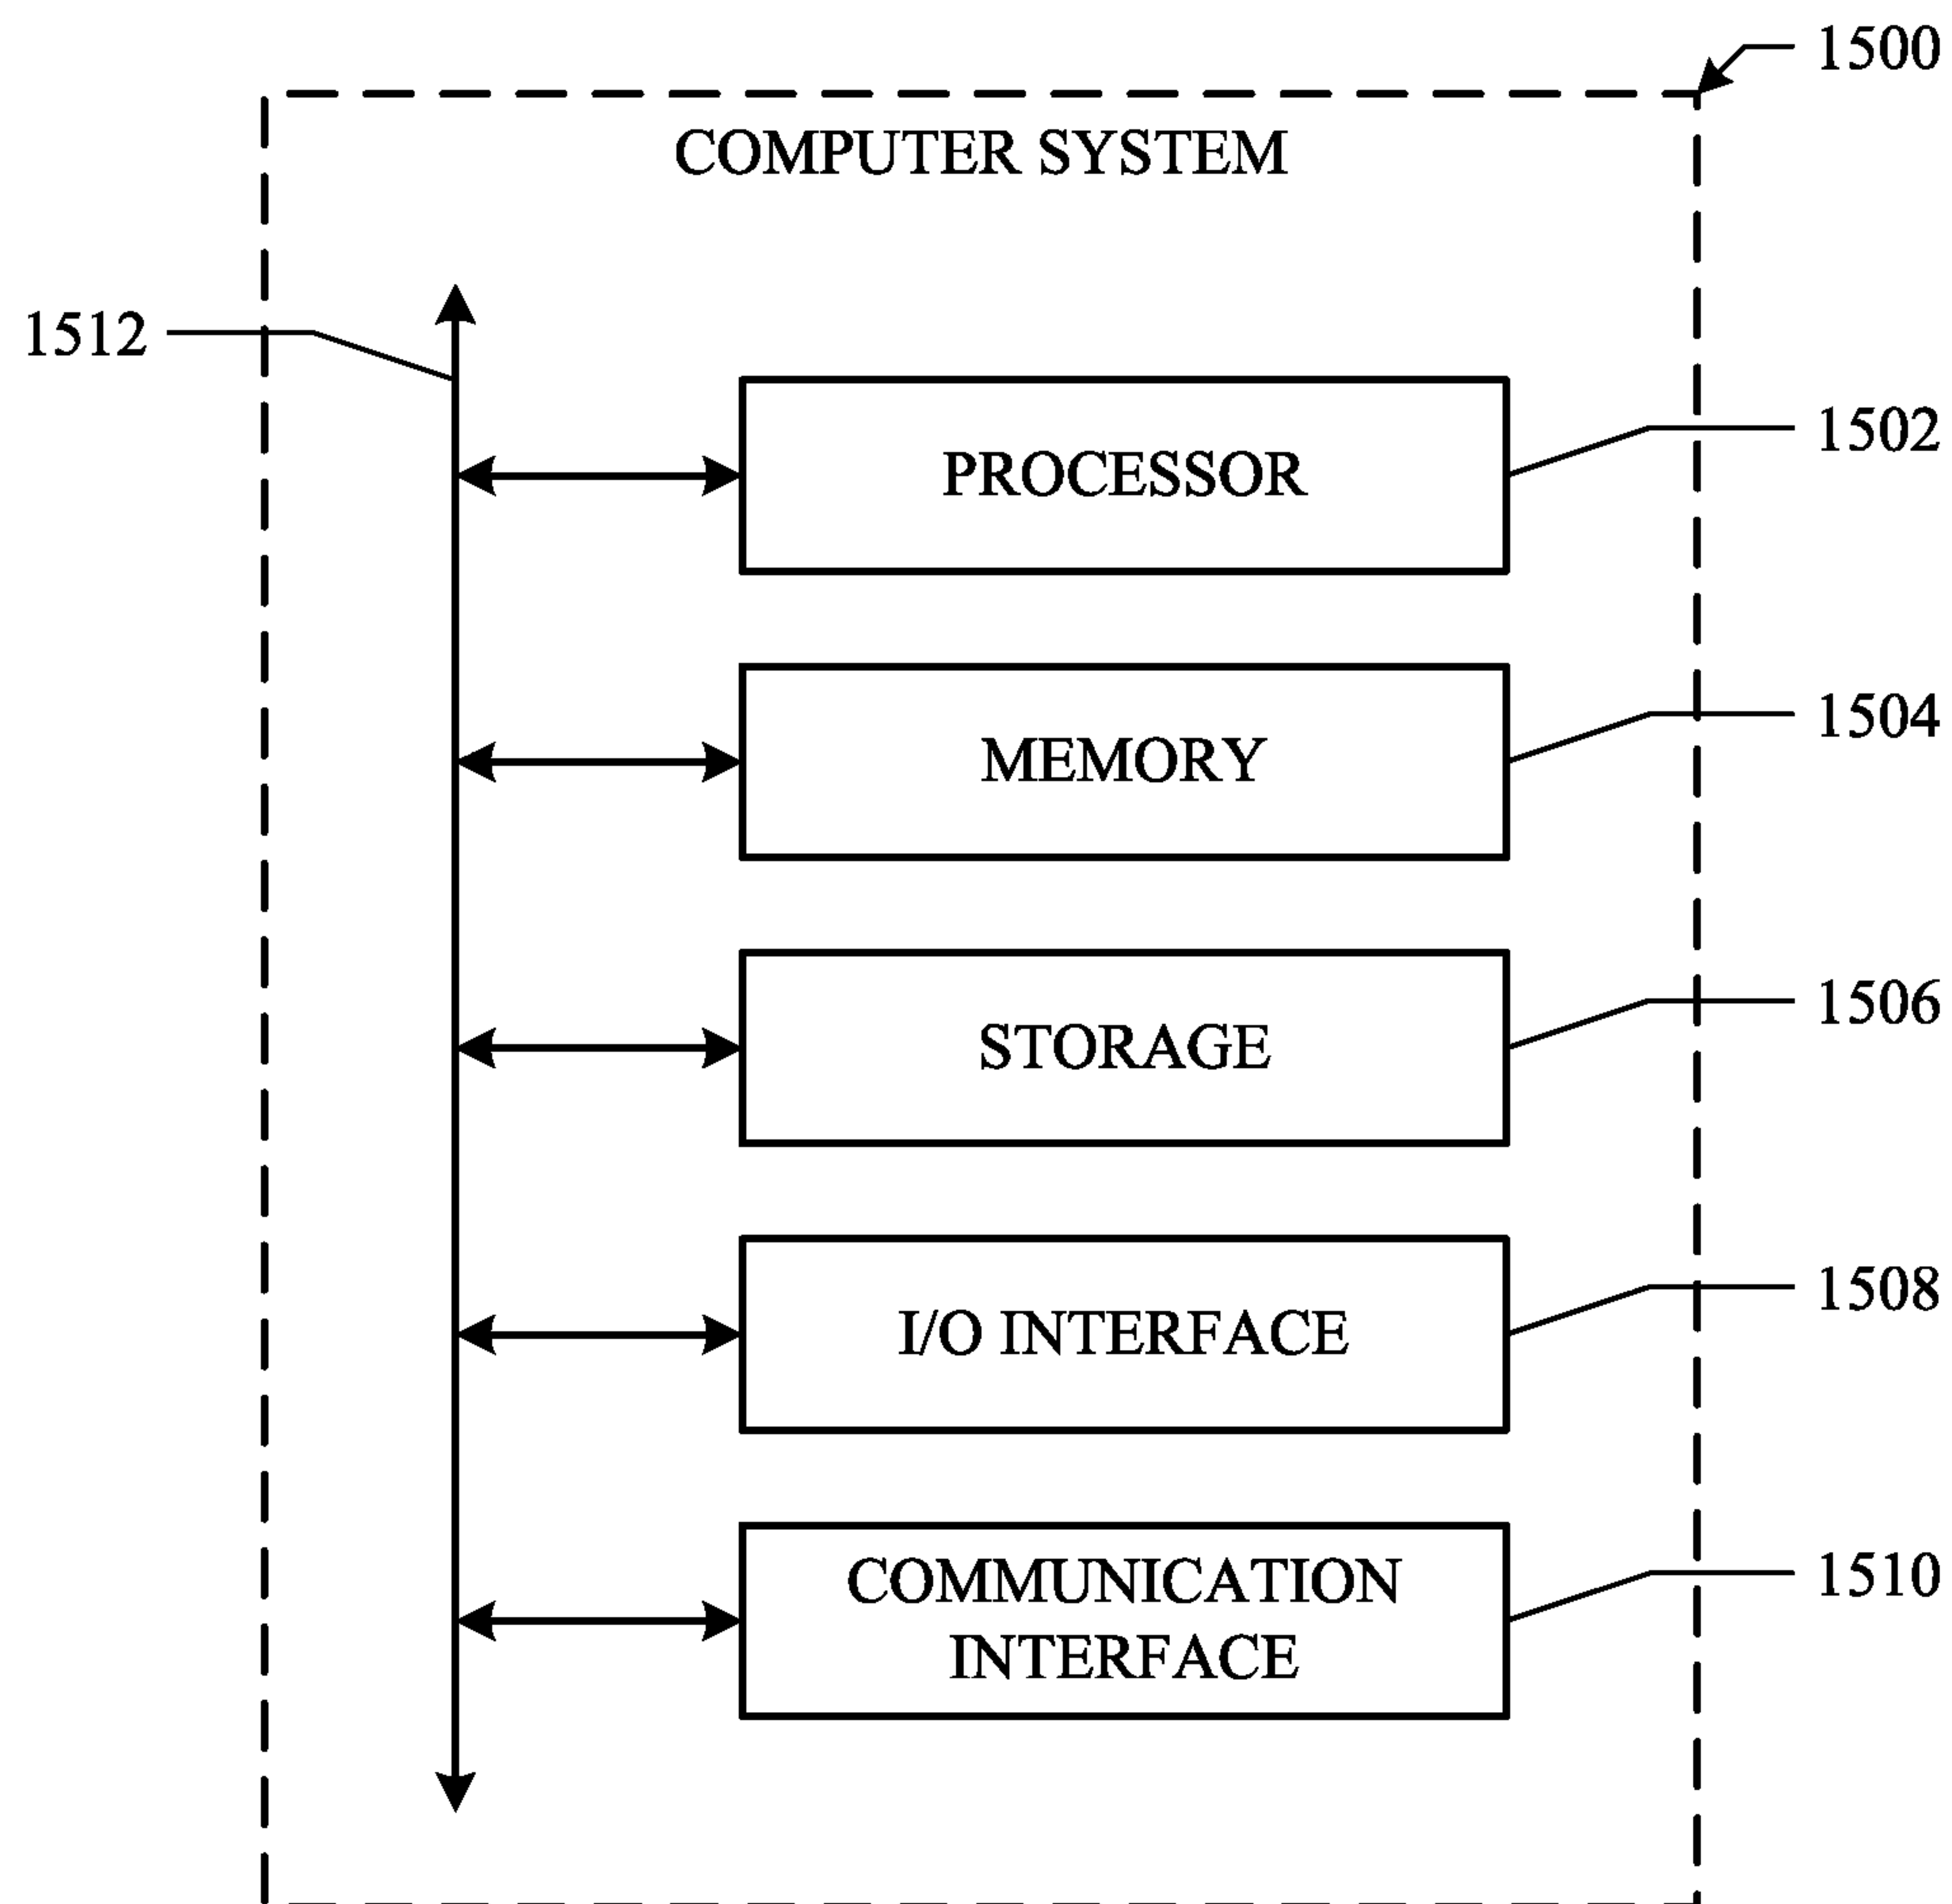 1500
COMPUTER SYSTEM
1512
1502
PROCESSOR
1504
MEMORY
1506
STORAGE
1508
I/O INTERFACE
1510
COMMUNICATION
INTERFACE